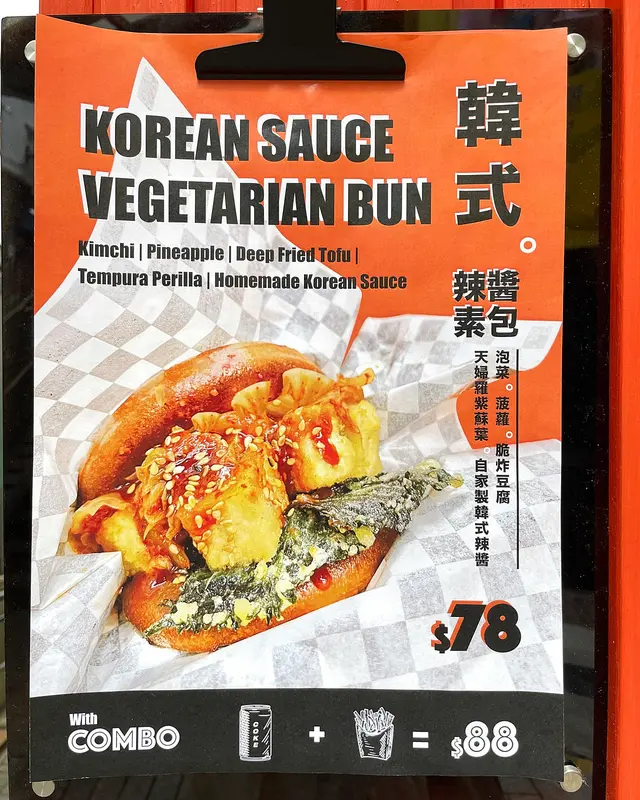 KOREAN SAUCE
VEGETARIAN BUN
Kimchi | Pineapple | Deep Fried Tofu |
Tempura Perilla | Homemade Korean Sauce
韓式。
醬包
辣素
泡菜。菠蘿。脆炸豆腐
天婦羅紫蘇葉。自家製韓式辣醬
$78
With
COMBO
COKE
+
=
$88